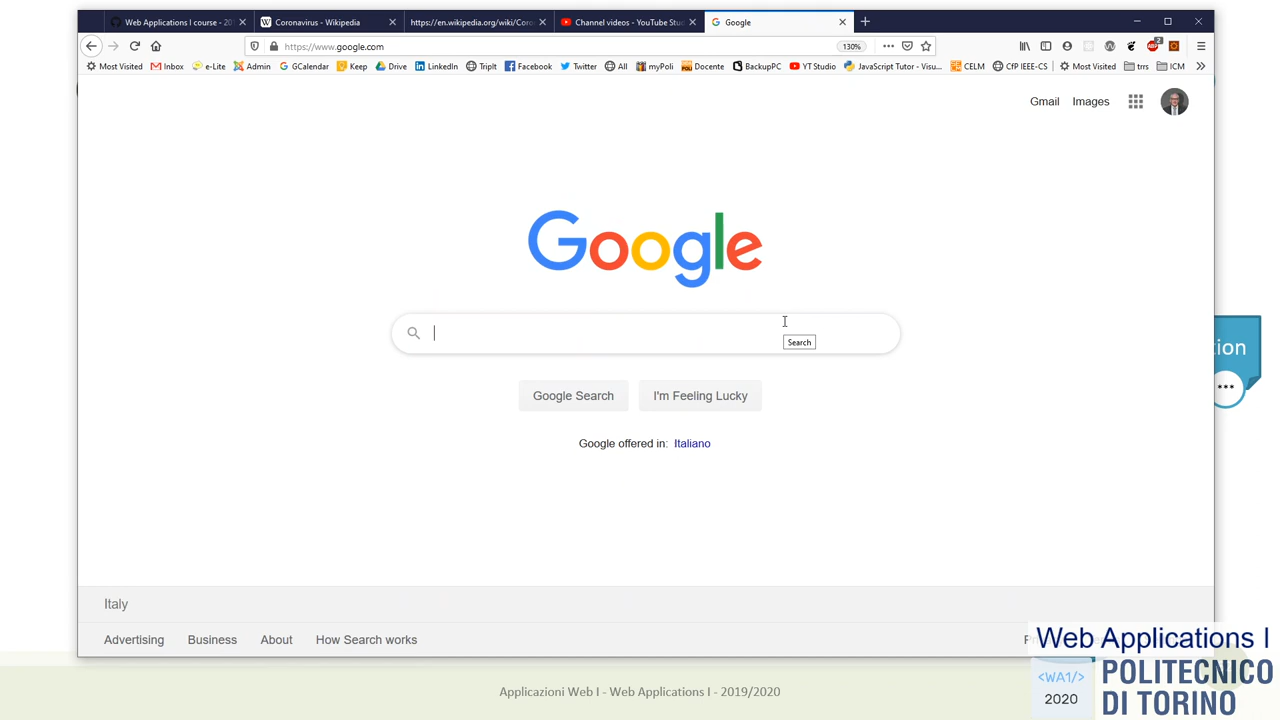 Web Applications I course - 20
Coronavirus - Wikipedia
https://en.wikipedia.org/wiki/Coro
Channel videos - YouTube Stu
Google
https://www.google.com
130%
2
Most Visited Inbox e-Lite Admin GCalendar Keep Drive LinkedIn TripIt Facebook Twitter All myPoli Docente BackupPC YT Studio JavaScript Tutor - Visu... CELM CfP IEEE-CS Most Visited trrs ICM
Gmail Images
Google
Search
Google Search I'm Feeling Lucky
Google offered in: Italiano
tion
Italy
Advertising Business About How Search works
Web Applications I
<WA1/>
2020
POLITECNICO
DI TORINO
Applicazioni Web I - Web Applications I - 2019/2020